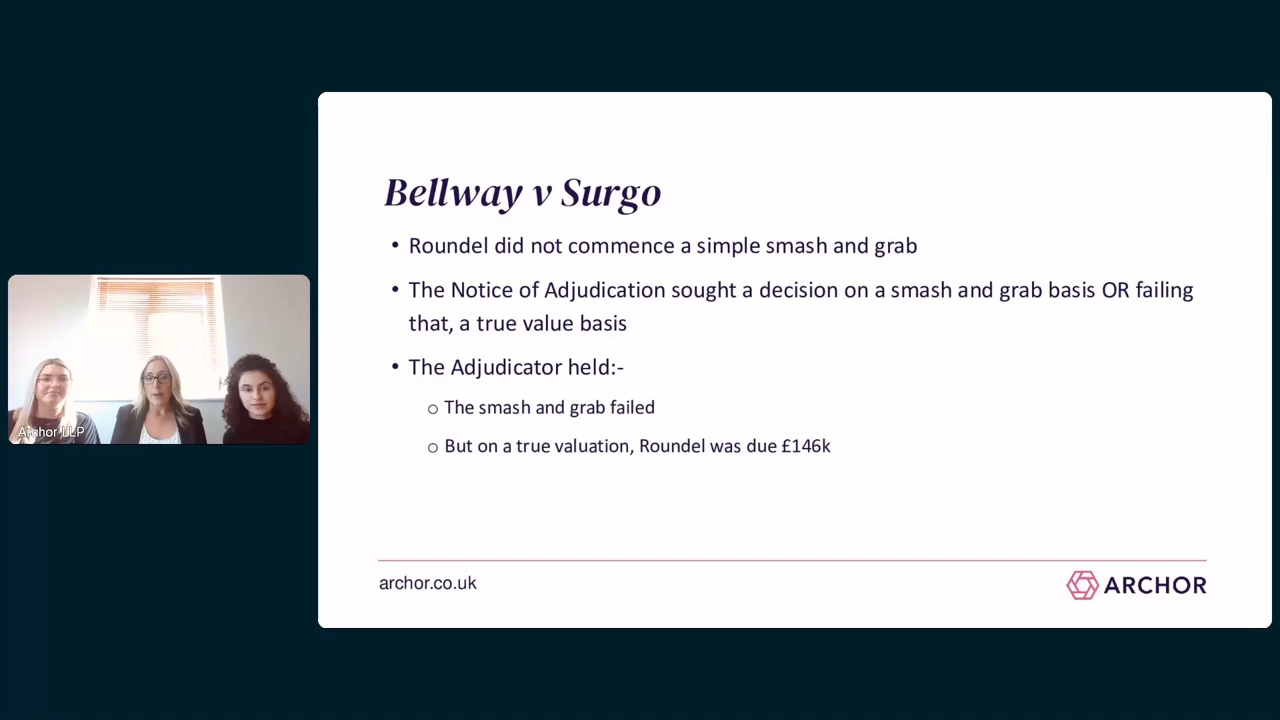 Bellway v Surgo
• Roundel did not commence a simple smash and grab
• The Notice of Adjudication sought a decision on a smash and grab basis OR failing
that, a true value basis
• The Adjudicator held:-
o The smash and grab failed
o But on a true valuation, Roundel was due £146k
Archor LLP
archor.co.uk
ARCHOR